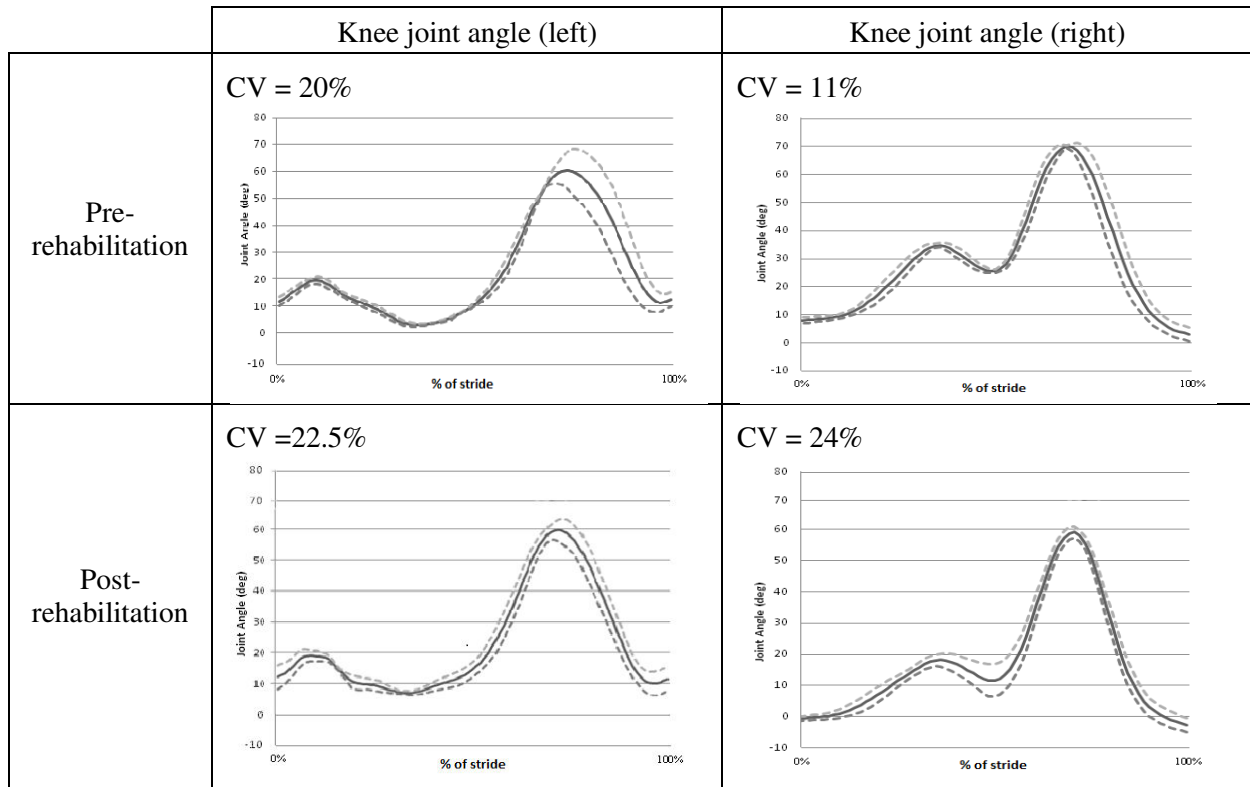 Knee joint angle (left)
Knee joint angle (right)
Pre-
rehabilitation
CV = 20%
80
70
60
50
40
30
20
10
0
-10
Joint Angle (deg)
0%
% of stride
100%
CV = 11%
80
70
60
50
40
30
20
10
0
-10
Joint Angle (deg)
0%
% of stride
100%
Post-
rehabilitation
CV =22.5%
80
70
60
50
40
30
20
10
0
-10
Joint Angle (deg)
0%
% of stride
100%
CV = 24%
80
70
60
50
40
30
20
10
0
-10
Joint Angle (deg)
0%
% of stride
100%